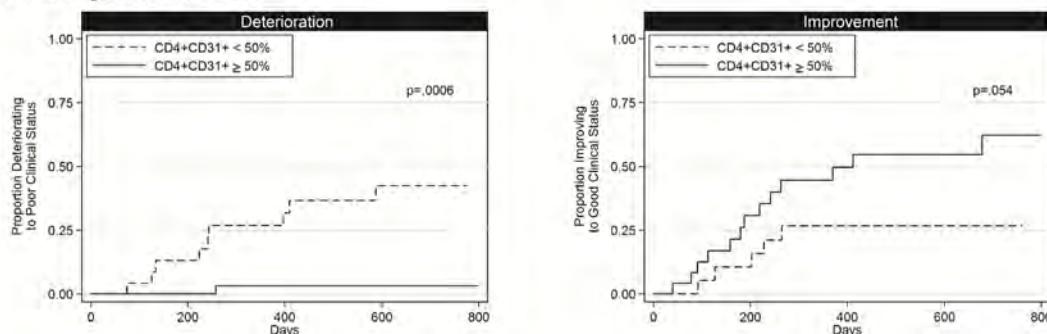 Deterioration
1.00
0.75
0.50
0.25
0.00
Proportion Deteriorating
to Poor Clinical Status
CD4+CD31+ < 50%
CD4+CD31+ ≥ 50%
p=.0006
0
200
400
600
800
Days
Improvement
1.00
0.75
0.50
0.25
0.00
Proportion Improving
to Good Clinical Status
CD4+CD31+ < 50%
CD4+CD31+ ≥ 50%
p=.054
0
200
400
600
800
Days